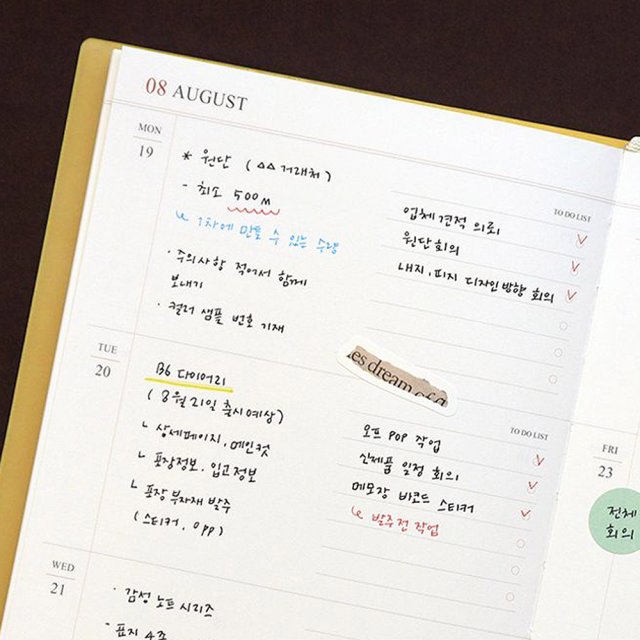 08 AUGUST
MON
19
* 원단 (△△ 거래처)
- 최소 500m
↳ 1차에 만들 수 있는 수량
· 주의사항 적어서 함께
보내기
· 컬러 샘플 번호 기재
TO DO LIST
업체 견적 의뢰
원단회의
내지, 피지 디자인방향 회의
TUE
20
B6 다이어리
(8월 21일 출시예상)
↳ 상세페이지, 메인컷
↳ 포장정보, 입고정보
↳ 포장 부자재 발주
(스티커, opp)
es dream of a
TO DO LIST
오프 POP 작업
신제품 일정 회의
메모장 바코드 스티커
↳ 발주전 작업
WED
21
· 감성 노트 시리즈
· 표지 4종
FRI
23
전체
회의